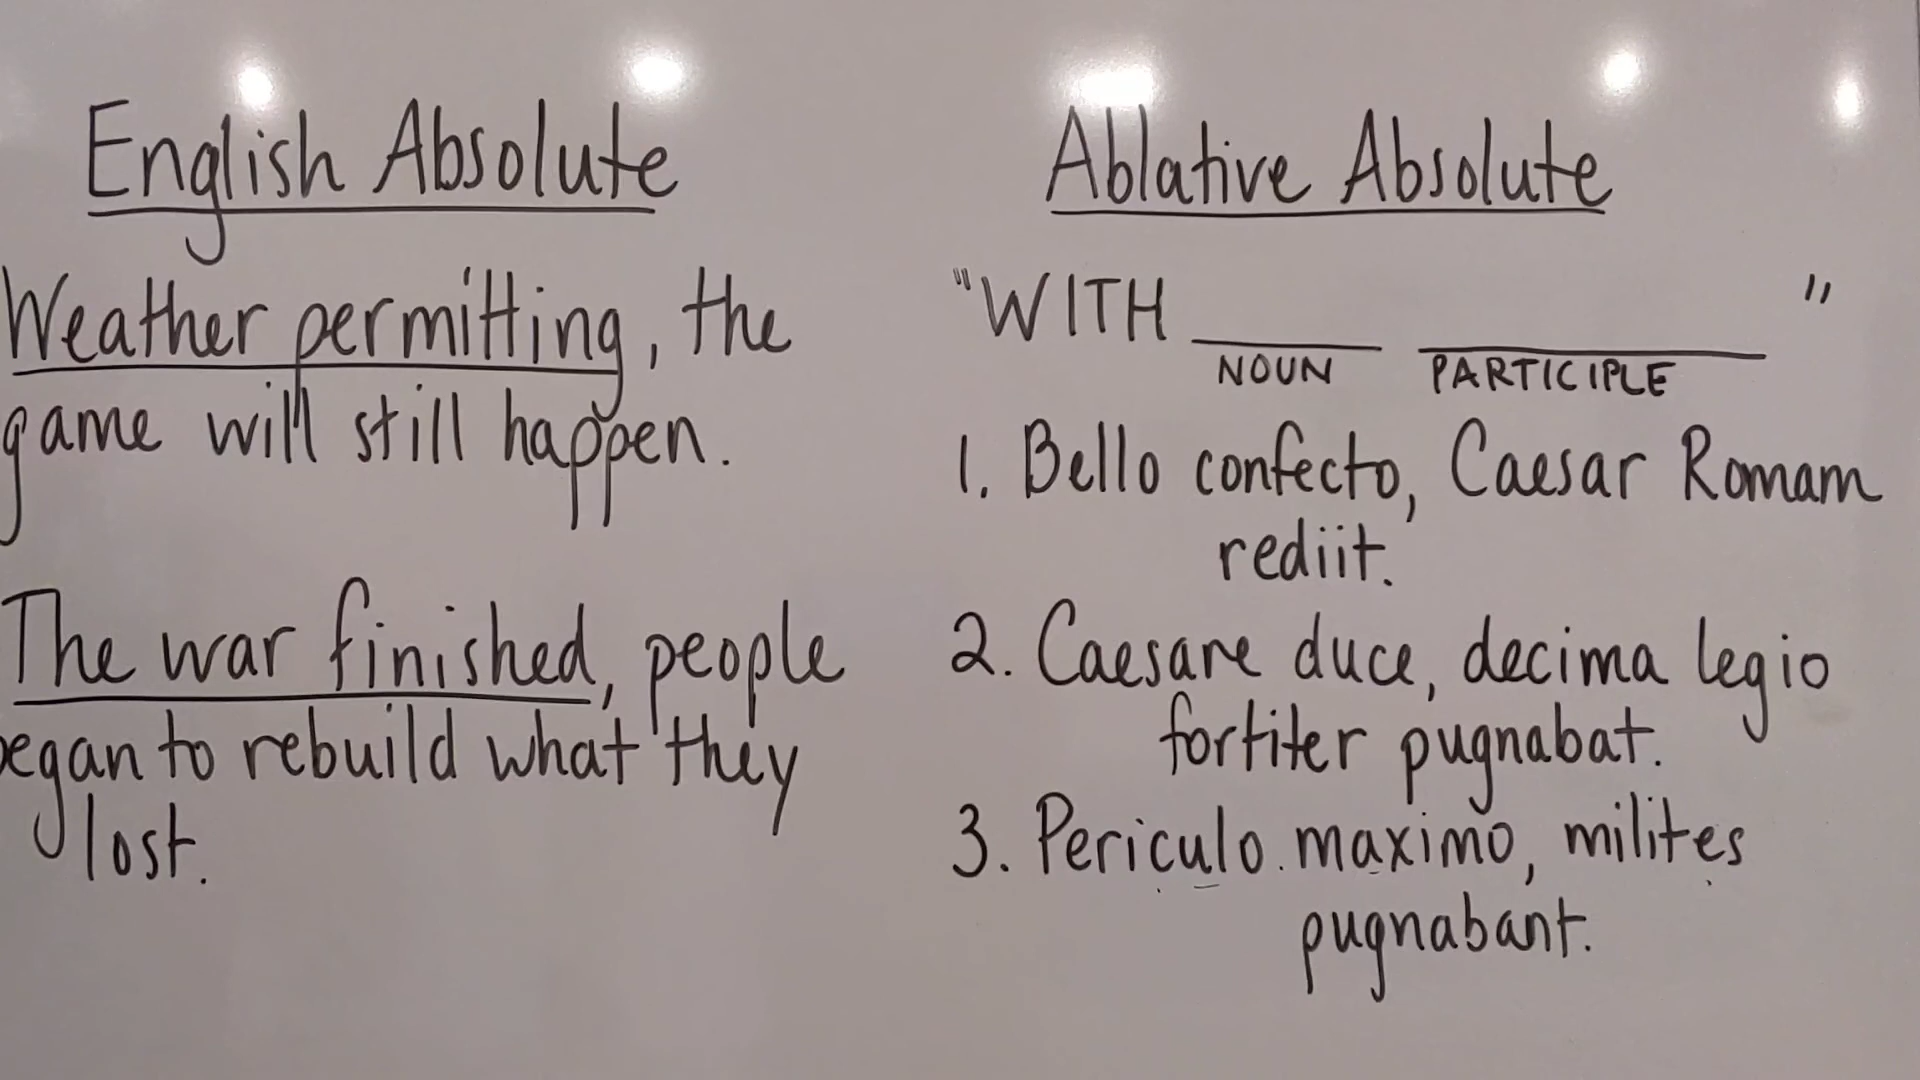 English Absolute
Weather permitting, the
game will still happen.
The war finished, people
egan to rebuild what they
lost.
Ablative Absolute
"WITH ____ ____"
NOUN PARTICIPLE
1. Bello confecto, Caesar Romam
rediit.
2. Caesare duce, decima legio
fortiter pugnabat.
3. Periculo maximo, milites
pugnabant.